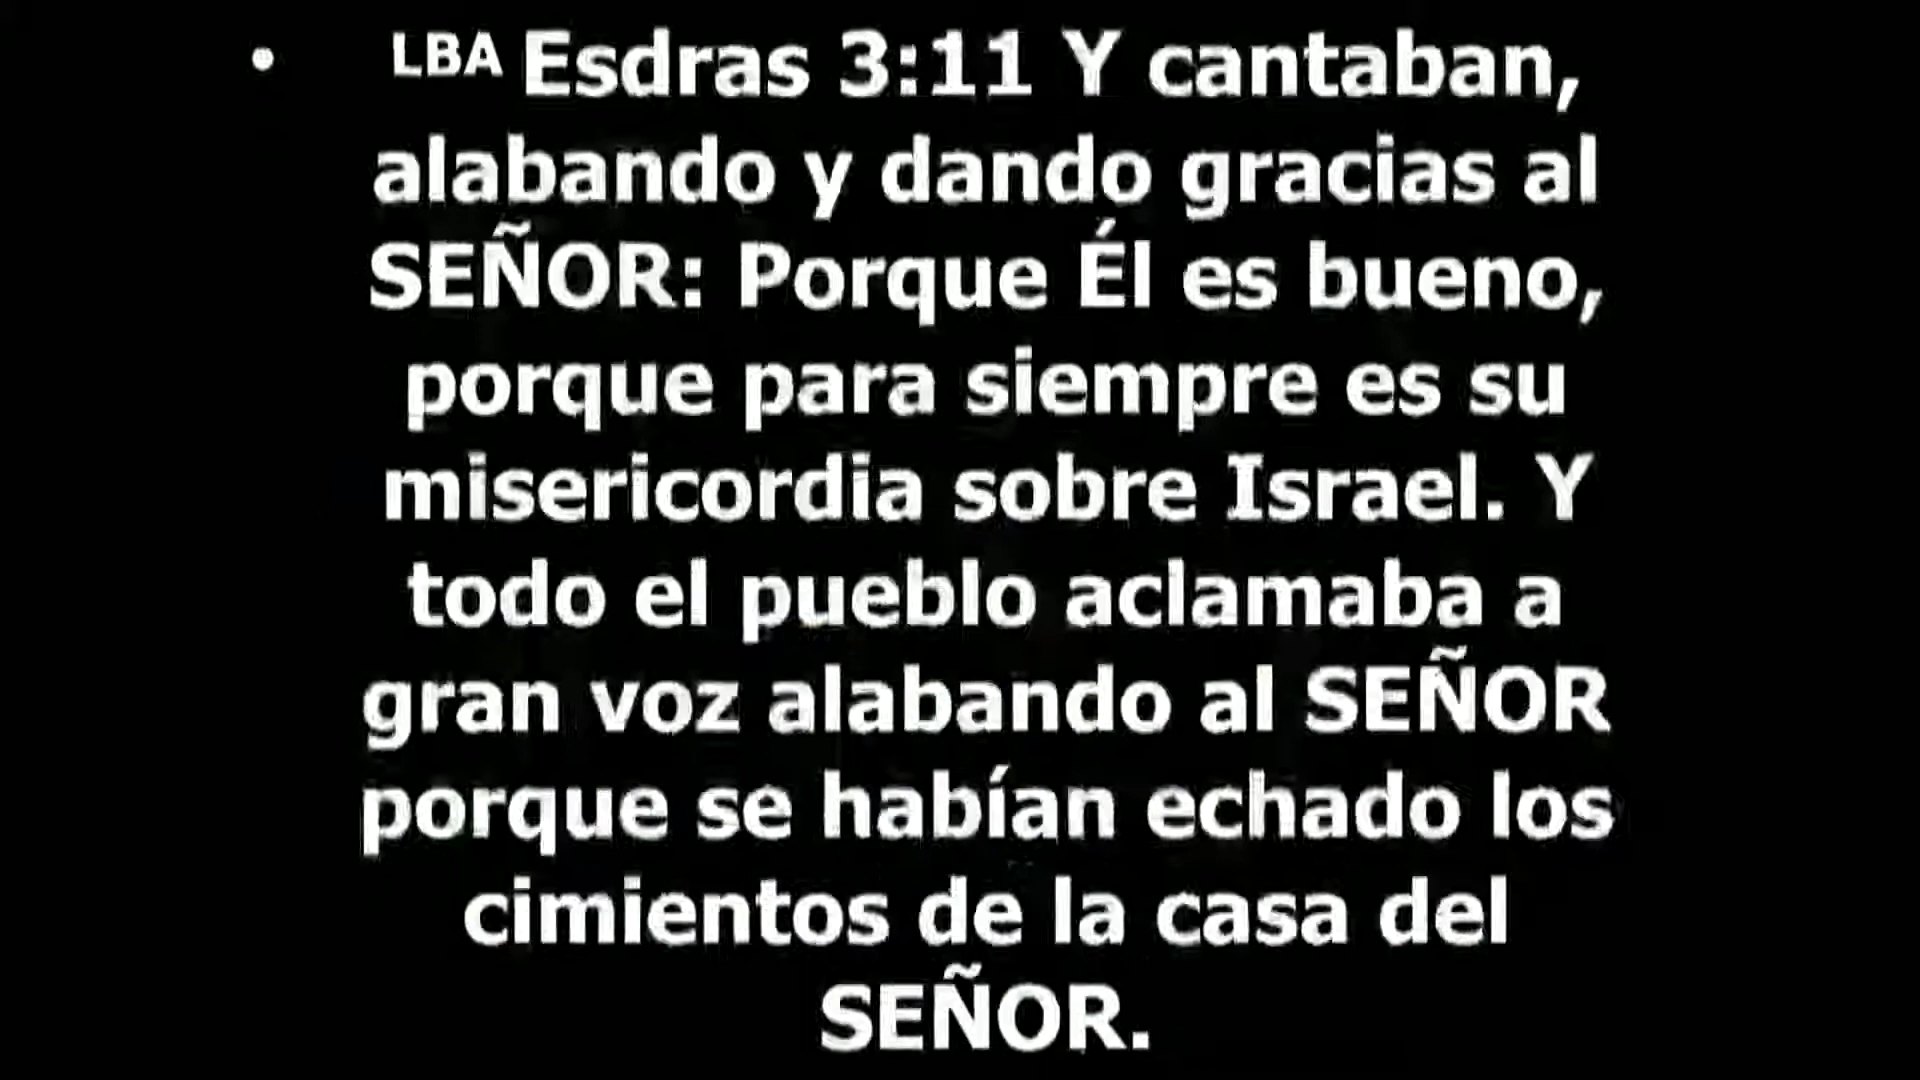 • LBA Esdras 3:11 Y cantaban,
alabando y dando gracias al
SEÑOR: Porque Él es bueno,
porque para siempre es su
misericordia sobre Israel. Y
todo el pueblo aclamaba a
gran voz alabando al SEÑOR
porque se habían echado los
cimientos de la casa del
SEÑOR.